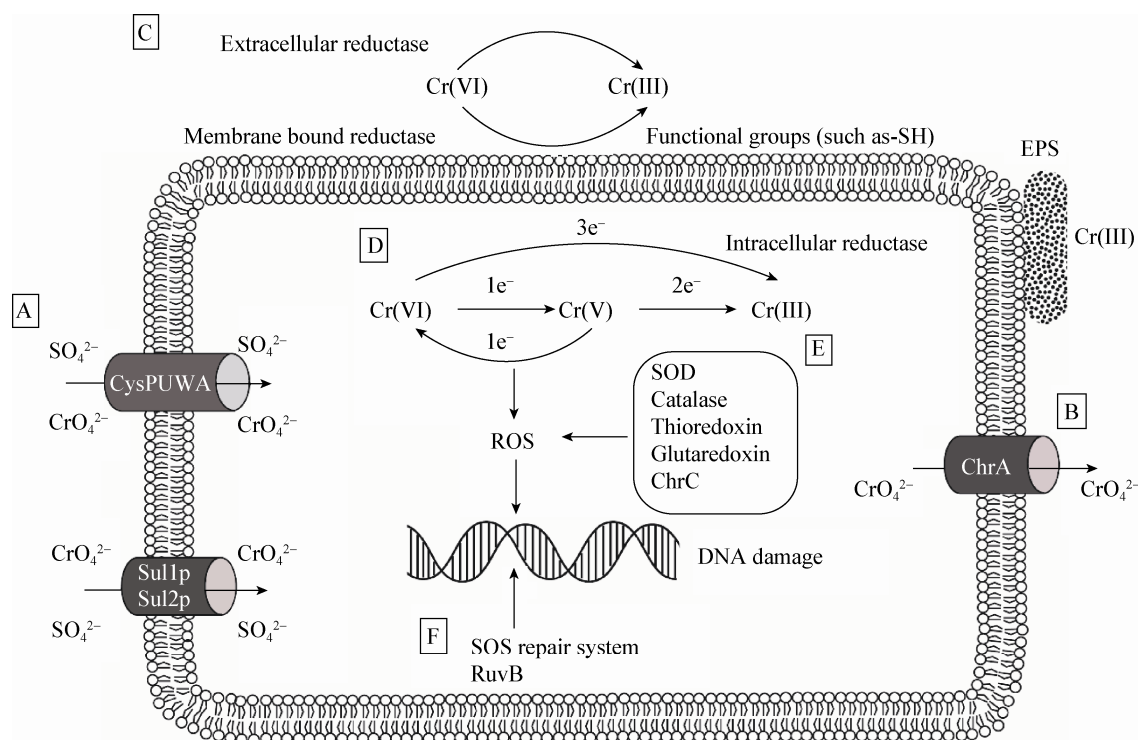 C
Extracellular reductase
Cr(VI)
Cr(III)
Membrane bound reductase
Functional groups (such as-SH)
EPS
Cr(III)
D
3e⁻
Intracellular reductase
Cr(VI)
1e⁻
Cr(V)
2e⁻
Cr(III)
1e⁻
A
SO₄²⁻
SO₄²⁻
CysPUWA
CrO₄²⁻
CrO₄²⁻
E
SOD
Catalase
Thioredoxin
Glutaredoxin
ChrC
ROS
B
ChrA
CrO₄²⁻
CrO₄²⁻
CrO₄²⁻
CrO₄²⁻
Sul1p
Sul2p
SO₄²⁻
SO₄²⁻
DNA damage
F
SOS repair system
RuvB